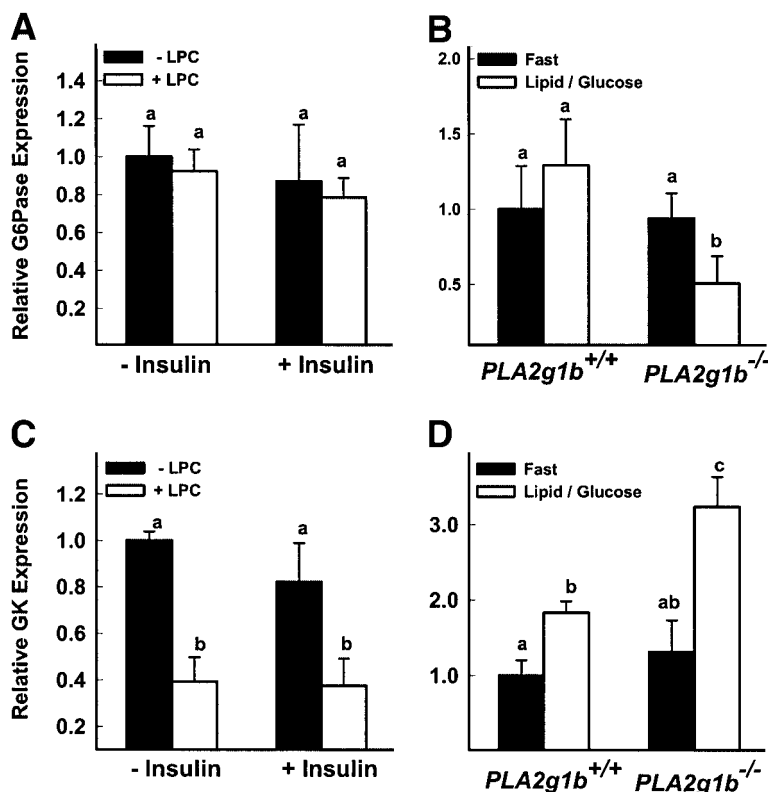 A
Relative G6Pase Expression
- LPC
+ LPC
1.4
1.2
1.0
0.8
0.6
0.4
0.2
a
a
a
a
- Insulin
+ Insulin
B
Fast
Lipid / Glucose
2.0
1.5
1.0
0.5
a
a
a
b
PLA2g1b+/+
PLA2g1b-/-
C
Relative GK Expression
- LPC
+ LPC
1.2
1.0
0.8
0.6
0.4
0.2
a
b
a
b
- Insulin
+ Insulin
D
Fast
Lipid / Glucose
3.0
2.0
1.0
a
b
ab
c
PLA2g1b+/+
PLA2g1b-/-